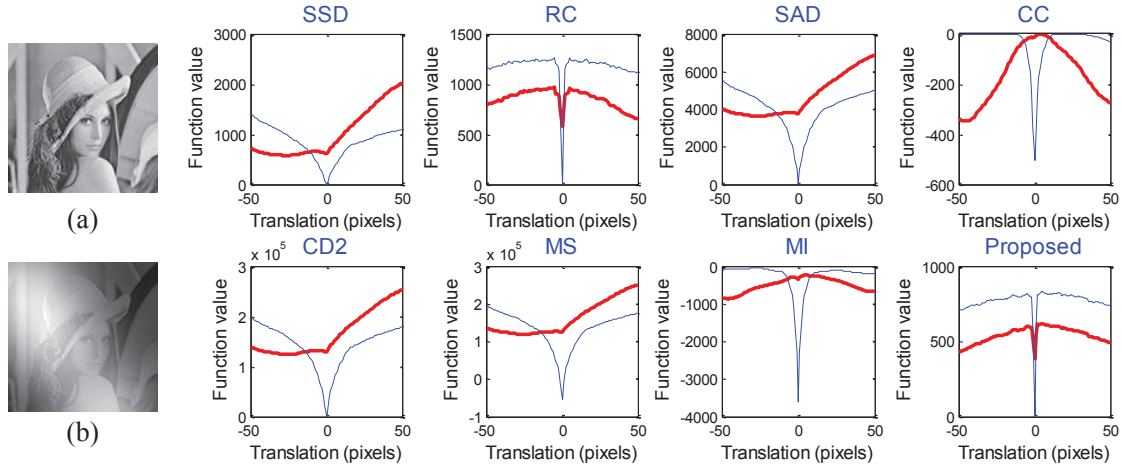 SSD RC SAD CC
3000 1500 8000 0
2000 1000 6000 -200
1000 500 4000 -400
0 0 2000 -600
0
Function value Function value Function value Function value
-50 0 50 -50 0 50 -50 0 50 -50 0 50
Translation (pixels) Translation (pixels) Translation (pixels) Translation (pixels)
(a)
CD2 MS MI Proposed
x 10^5 x 10^5
3 3 0 1000
2 2 -1000 500
1 1 -2000 0
0 0 -3000
-1 -4000
Function value Function value Function value Function value
-50 0 50 -50 0 50 -50 0 50 -50 0 50
Translation (pixels) Translation (pixels) Translation (pixels) Translation (pixels)
(b)